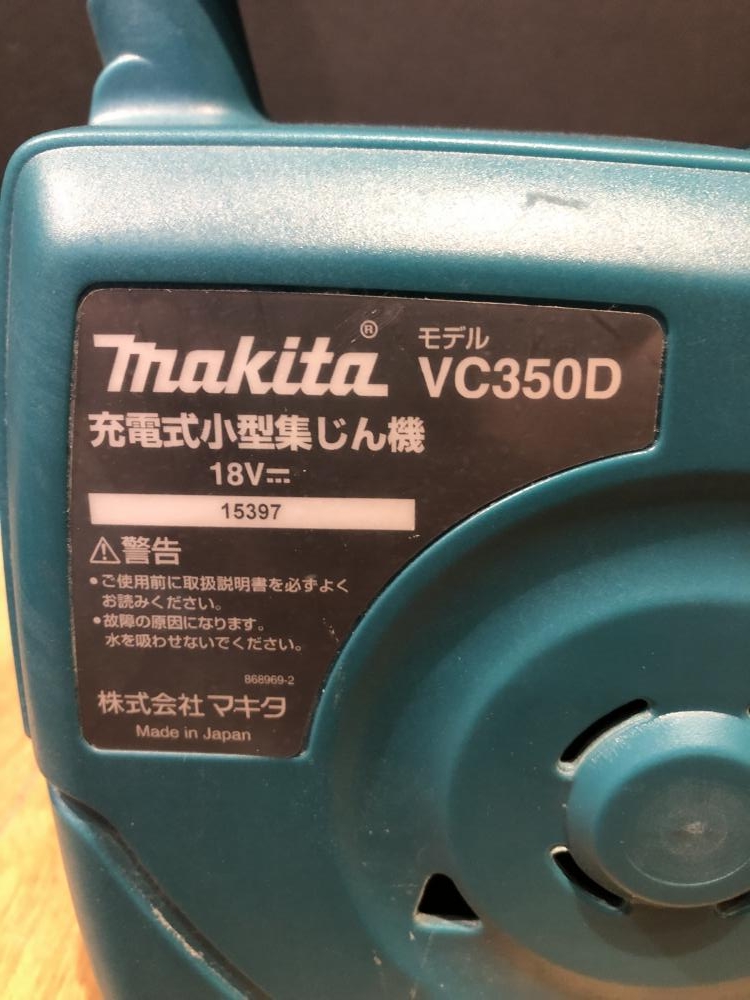 makita®
モデル
VC350D
充電式小型集じん機
18V⎓
15397
⚠警告
•ご使用前に取扱説明書を必ずよく
お読みください。
•故障の原因になります。
水を吸わせないでください。
868969-2
株式会社マキタ
Made in Japan